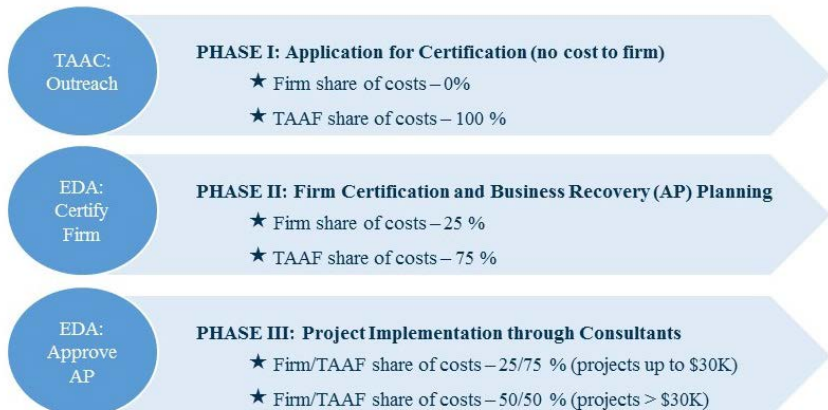 TAAC:
Outreach
PHASE I: Application for Certification (no cost to firm)
★ Firm share of costs – 0%
★ TAAF share of costs – 100 %
EDA:
Certify
Firm
PHASE II: Firm Certification and Business Recovery (AP) Planning
★ Firm share of costs – 25 %
★ TAAF share of costs – 75 %
EDA:
Approve
AP
PHASE III: Project Implementation through Consultants
★ Firm/TAAF share of costs – 25/75 % (projects up to $30K)
★ Firm/TAAF share of costs – 50/50 % (projects > $30K)